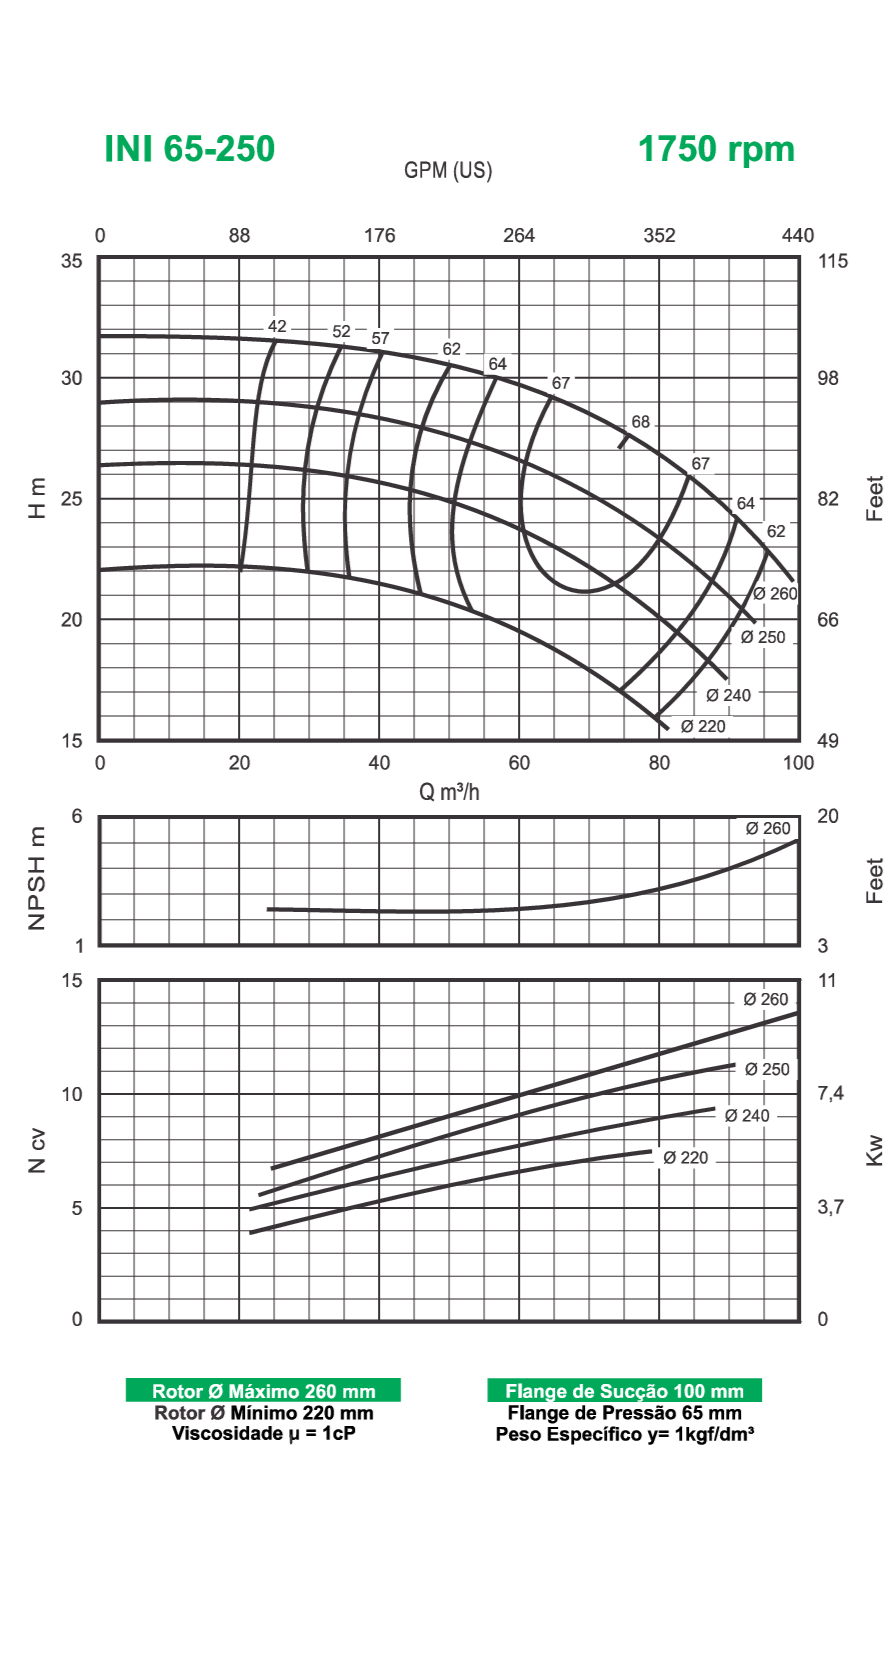 INI 65-250
1750 rpm
GPM (US)
0 88 176 264 352 440
35 115
42
52
57
62
64
30 98
67
68
67
H m
25 82
Feet
64
62
Ø 260
20 66
Ø 250
Ø 240
Ø 220
15 49
0 20 40 60 80 100
Q m³/h
6 20
Ø 260
NPSH m
Feet
1 3
15 11
Ø 260
Ø 250
10 7,4
Ø 240
N cv
Kw
Ø 220
5 3,7
0 0
Rotor Ø Máximo 260 mm
Rotor Ø Mínimo 220 mm
Viscosidade µ = 1cP
Flange de Sucção 100 mm
Flange de Pressão 65 mm
Peso Específico y= 1kgf/dm³